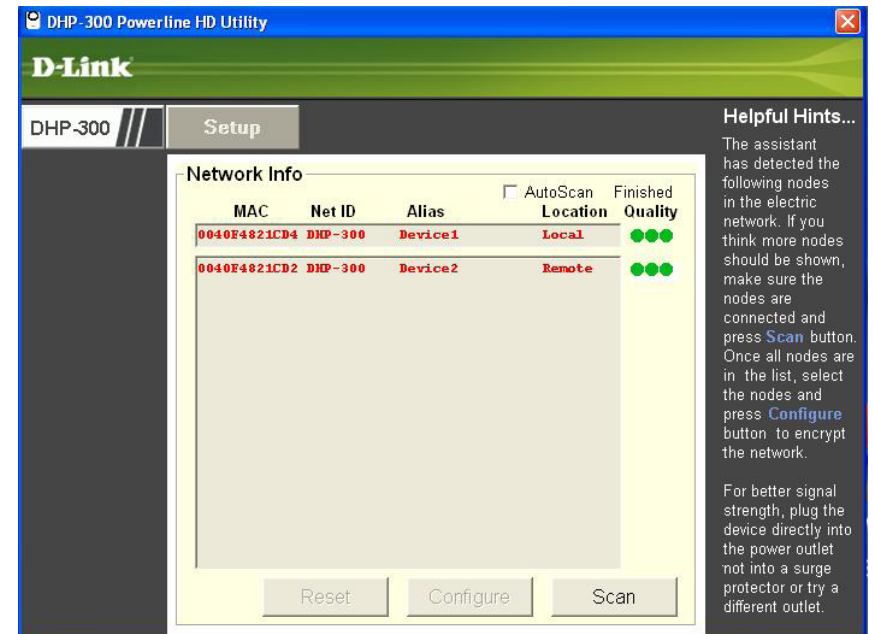 DHP-300 Powerline HD Utility
D-Link
DHP-300
Setup
Network Info
AutoScan Finished
MAC Net ID Alias Location Quality
0040F4821CD4 DHP-300 Device1 Local
0040F4821CD2 DHP-300 Device2 Remote
Reset Configure Scan
Helpful Hints...
The assistant
has detected the
following nodes
in the electric
network. If you
think more nodes
should be shown,
make sure the
nodes are
connected and
press Scan button.
Once all nodes are
in the list, select
the nodes and
press Configure
button to encrypt
the network.
For better signal
strength, plug the
device directly into
the power outlet
not into a surge
protector or try a
different outlet.